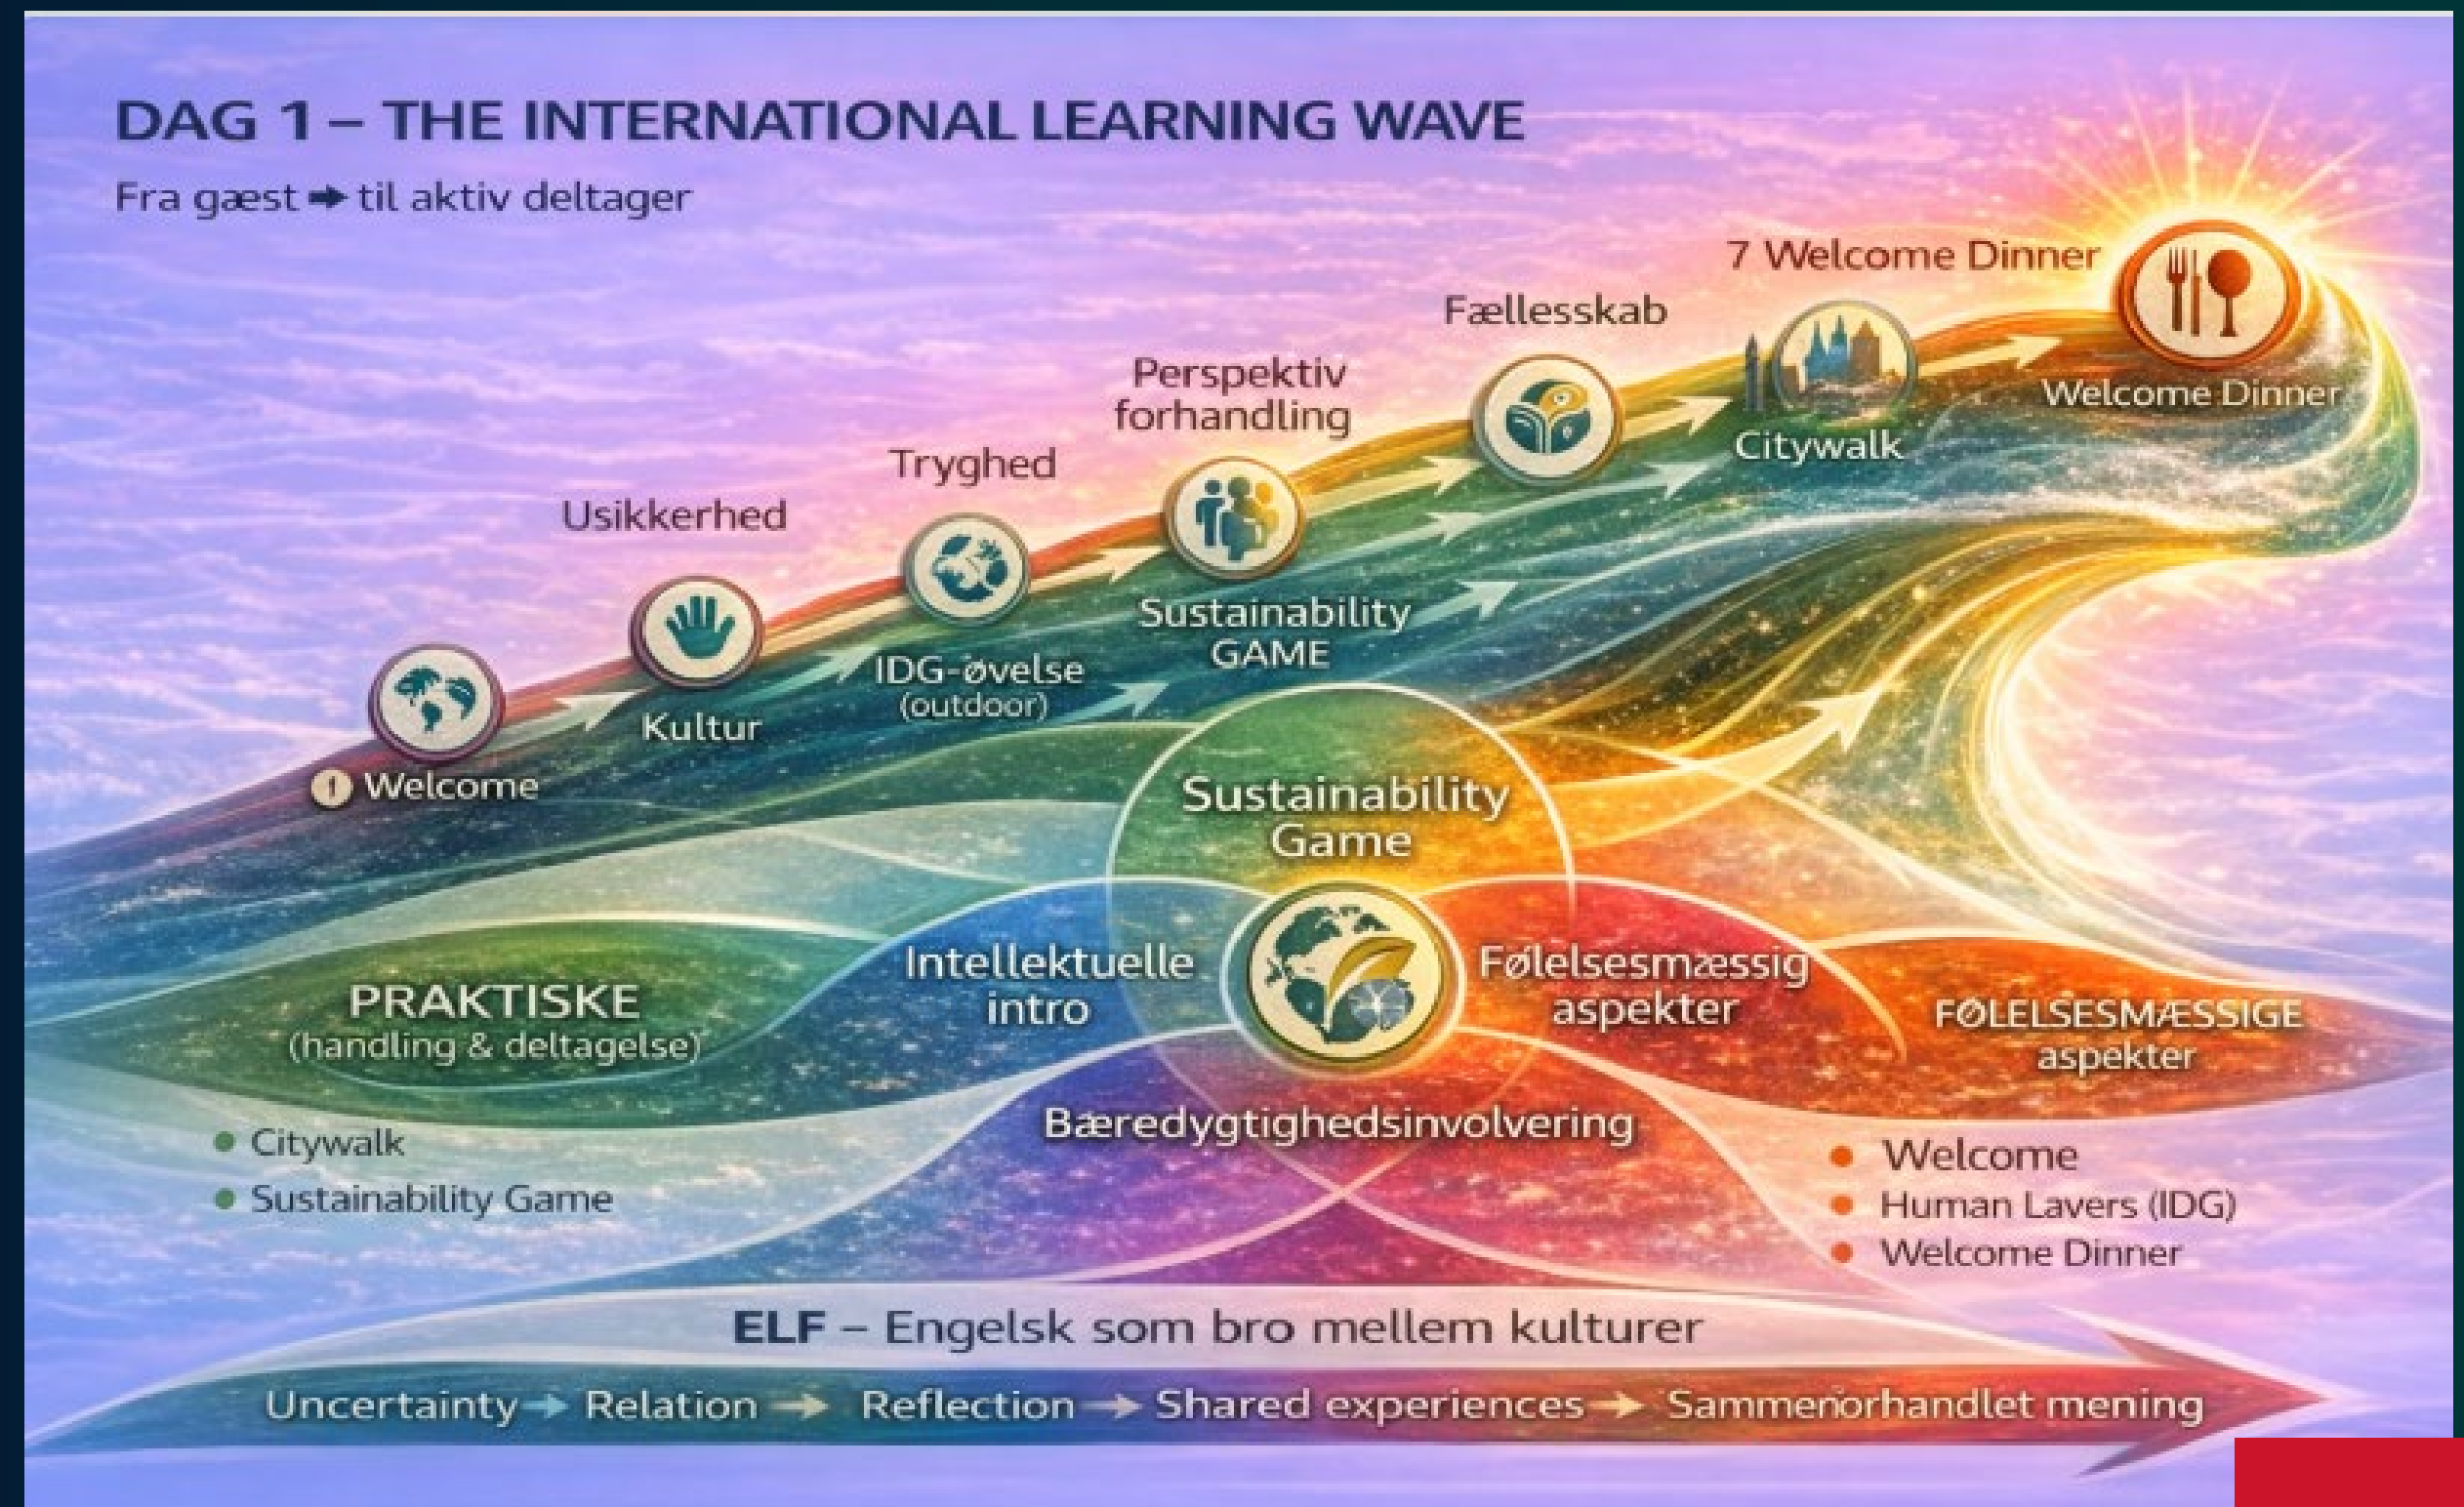 DAG 1 – THE INTERNATIONAL LEARNING WAVE
Fra gæst ➡ til aktiv deltager
7 Welcome Dinner
Fællesskab
Perspektiv
forhandling
Tryghed
Usikkerhed
Welcome Dinner
Citywalk
Sustainability
GAME
IDG-øvelse
(outdoor)
Kultur
1 Welcome
Sustainability
Game
Intellektuelle
intro
Følelsesmæssig
aspekter
PRAKTISKE
(handling & deltagelse)
FØLELSESMÆSSIGE
aspekter
Bæredygtighedsinvolvering
● Citywalk
● Sustainability Game
● Welcome
● Human Lavers (IDG)
● Welcome Dinner
ELF – Engelsk som bro mellem kulturer
Uncertainty → Relation → Reflection → Shared experiences → mening